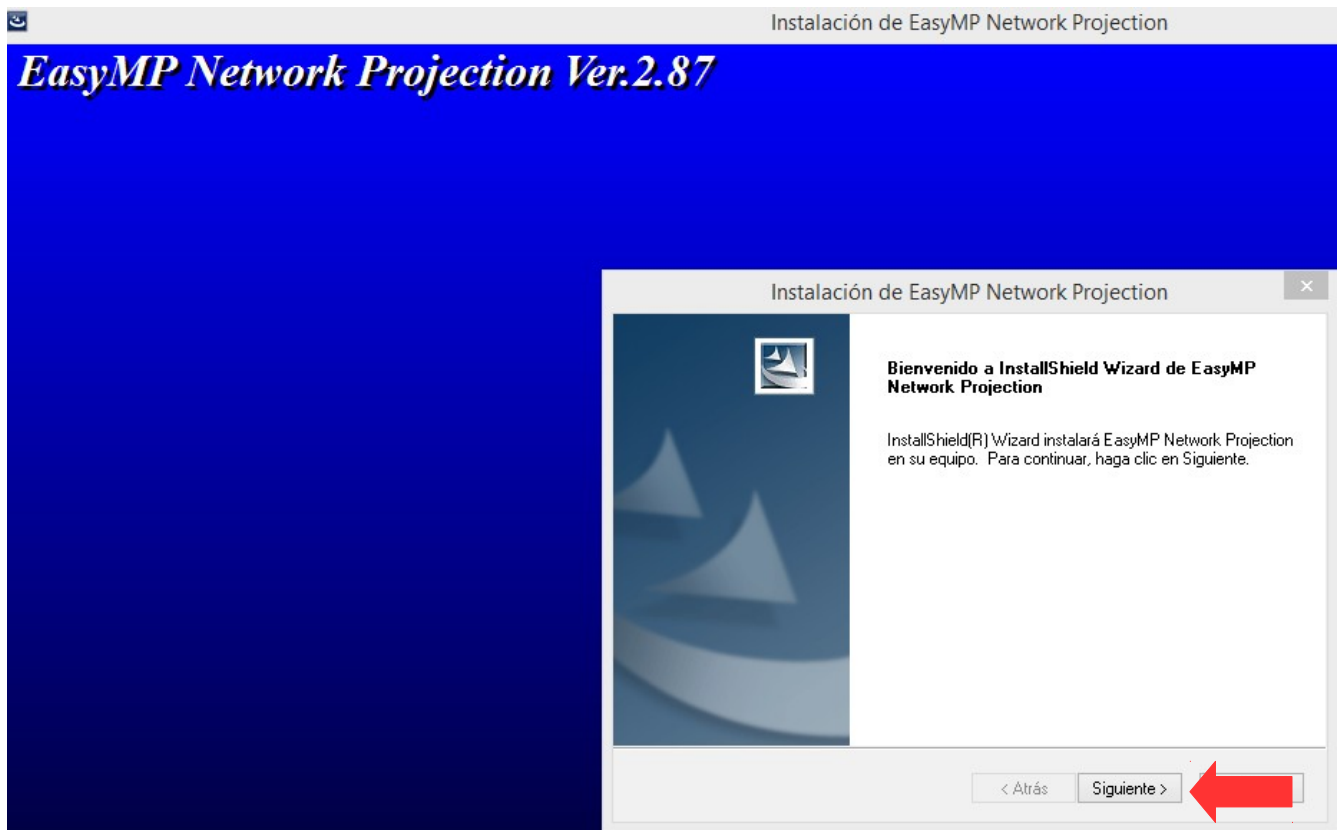 Instalación de EasyMP Network Projection
EasyMP Network Projection Ver.2.87
Instalación de EasyMP Network Projection
Bienvenido a InstallShield Wizard de EasyMP
Network Projection
InstallShield(R) Wizard instalará EasyMP Network Projection
en su equipo. Para continuar, haga clic en Siguiente.
< Atrás
Siguiente >